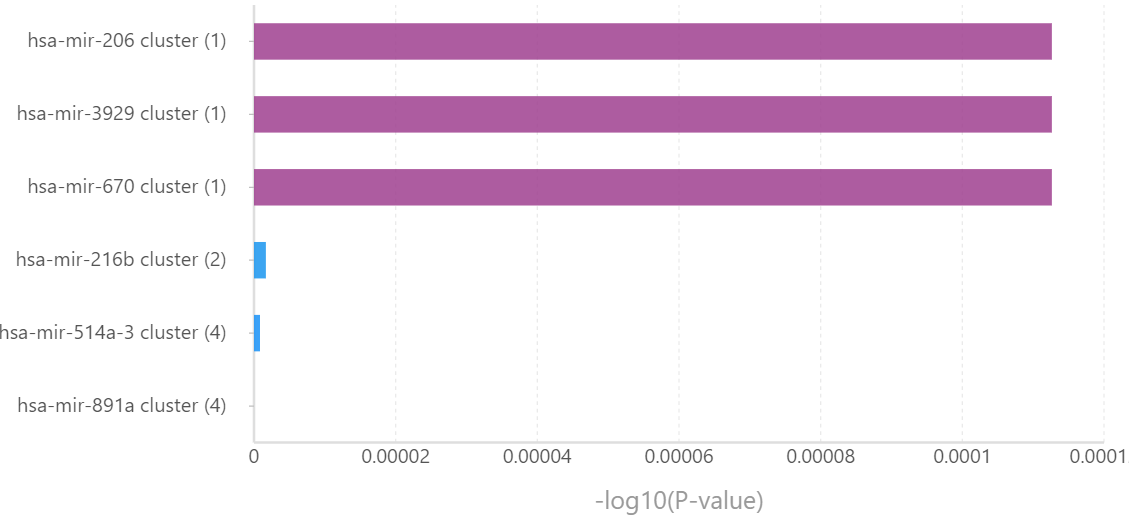 hsa-mir-206 cluster (1)
hsa-mir-3929 cluster (1)
hsa-mir-670 cluster (1)
hsa-mir-216b cluster (2)
hsa-mir-514a-3 cluster (4)
hsa-mir-891a cluster (4)
0 0.00002 0.00004 0.00006 0.00008 0.0001 0.0001
-log10(P-value)